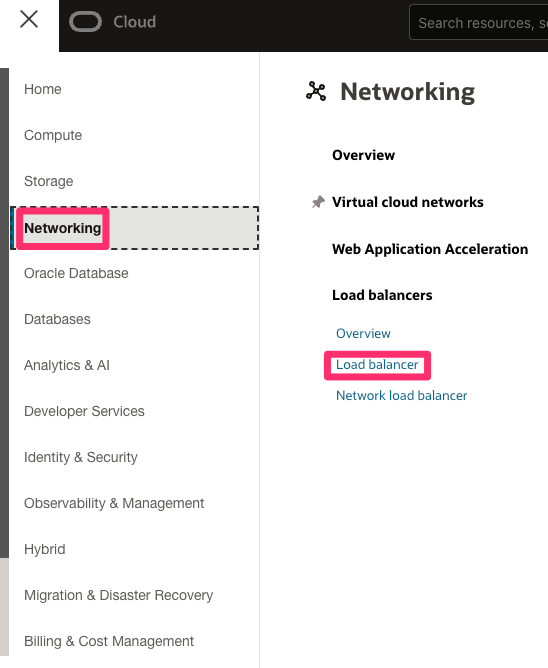 Cloud
Search resources, s
Home
Compute
Storage
Networking
Oracle Database
Databases
Analytics & AI
Developer Services
Identity & Security
Observability & Management
Hybrid
Migration & Disaster Recovery
Billing & Cost Management
Networking
Overview
Virtual cloud networks
Web Application Acceleration
Load balancers
Overview
Load balancer
Network load balancer